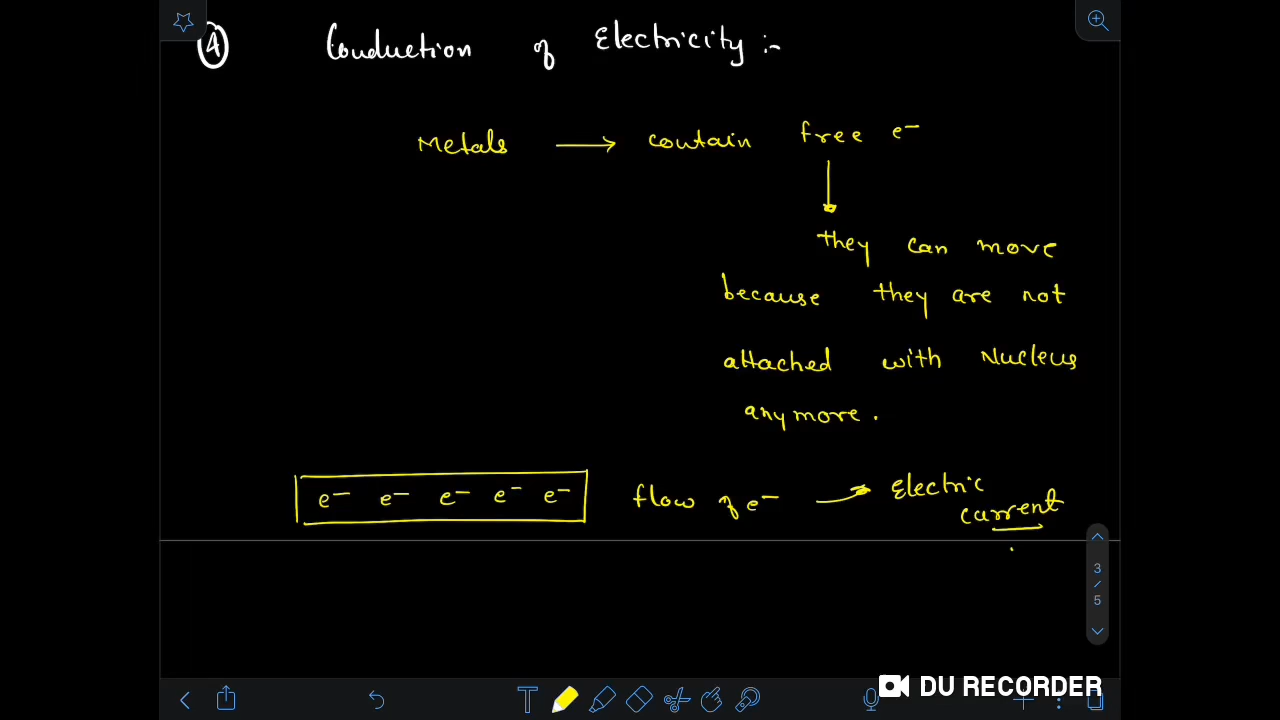 ④ Conduction of Electricity :-
Metals → contain free e⁻
they can move
because they are not
attached with Nucleus
anymore.
e⁻ e⁻ e⁻ e⁻ e⁻ flow of e⁻ → Electric
current
3
/
5
T
DU RECORDER